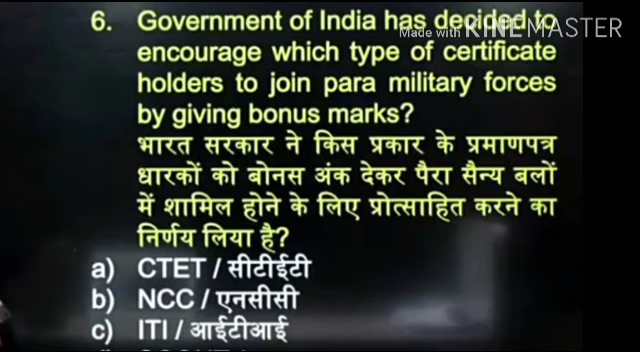 Made with KINEMASTER
6. Government of India has decided to
encourage which type of certificate
holders to join para military forces
by giving bonus marks?
भारत सरकार ने किस प्रकार के प्रमाणपत्र
धारकों को बोनस अंक देकर पैरा सैन्य बलों
में शामिल होने के लिए प्रोत्साहित करने का
निर्णय लिया है?
a) CTET / सीटीईटी
b) NCC / एनसीसी
c) ITI / आईटीआई